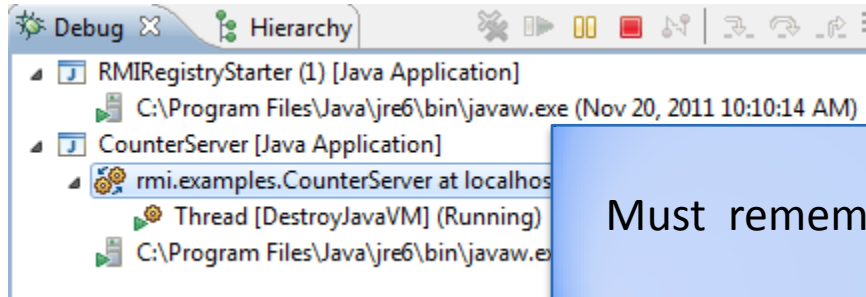 Debug Hierarchy
RMIRegistryStarter (1) [Java Application]
C:\Program Files\Java\jre6\bin\javaw.exe (Nov 20, 2011 10:10:14 AM)
CounterServer [Java Application]
rmi.examples.CounterServer at localhos
Thread [DestroyJavaVM] (Running)
C:\Program Files\Java\jre6\bin\javaw.ex
Must remem